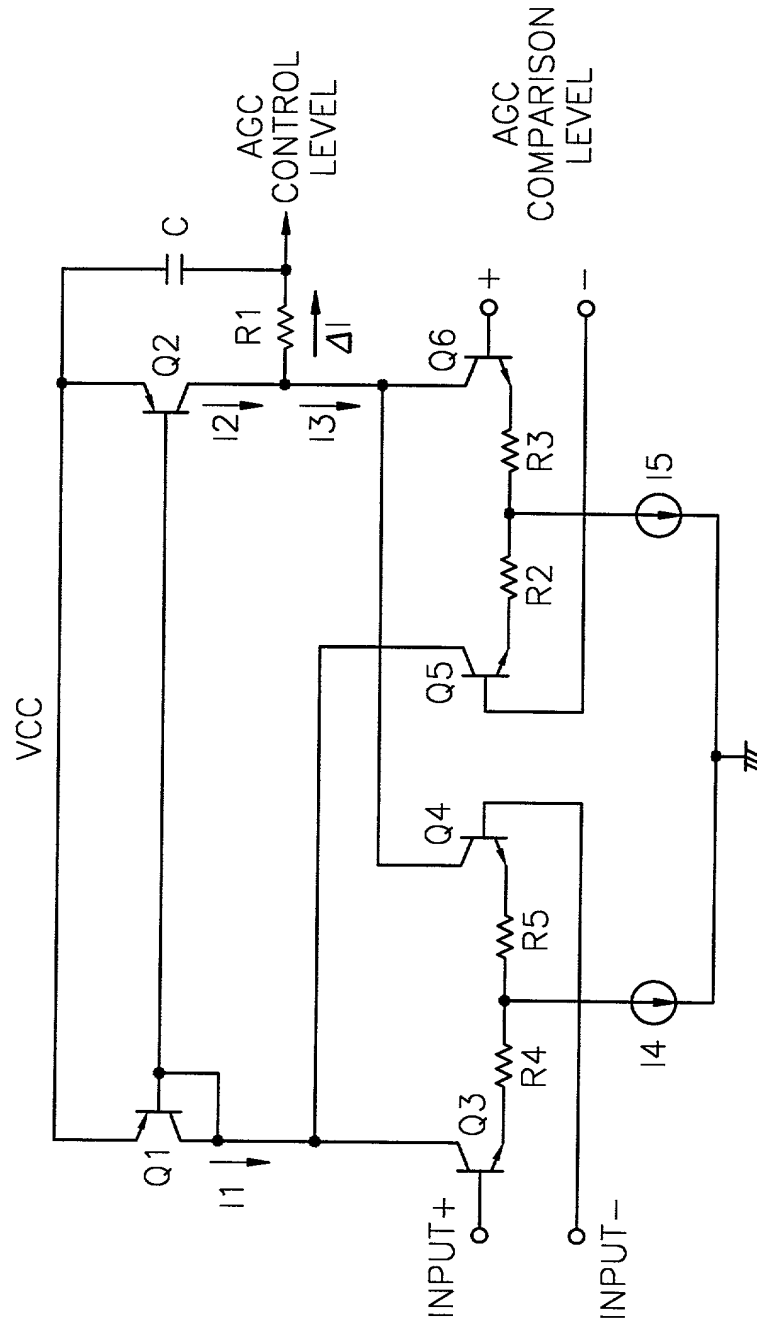 VCC
Q1
Q2
C
I1
I2
R1
AGC
CONTROL
LEVEL
ΔI
I3
Q3
Q4
Q5
Q6
+
INPUT+
R4
R5
R2
R3
AGC
COMPARISON
LEVEL
-
INPUT-
I4
I5